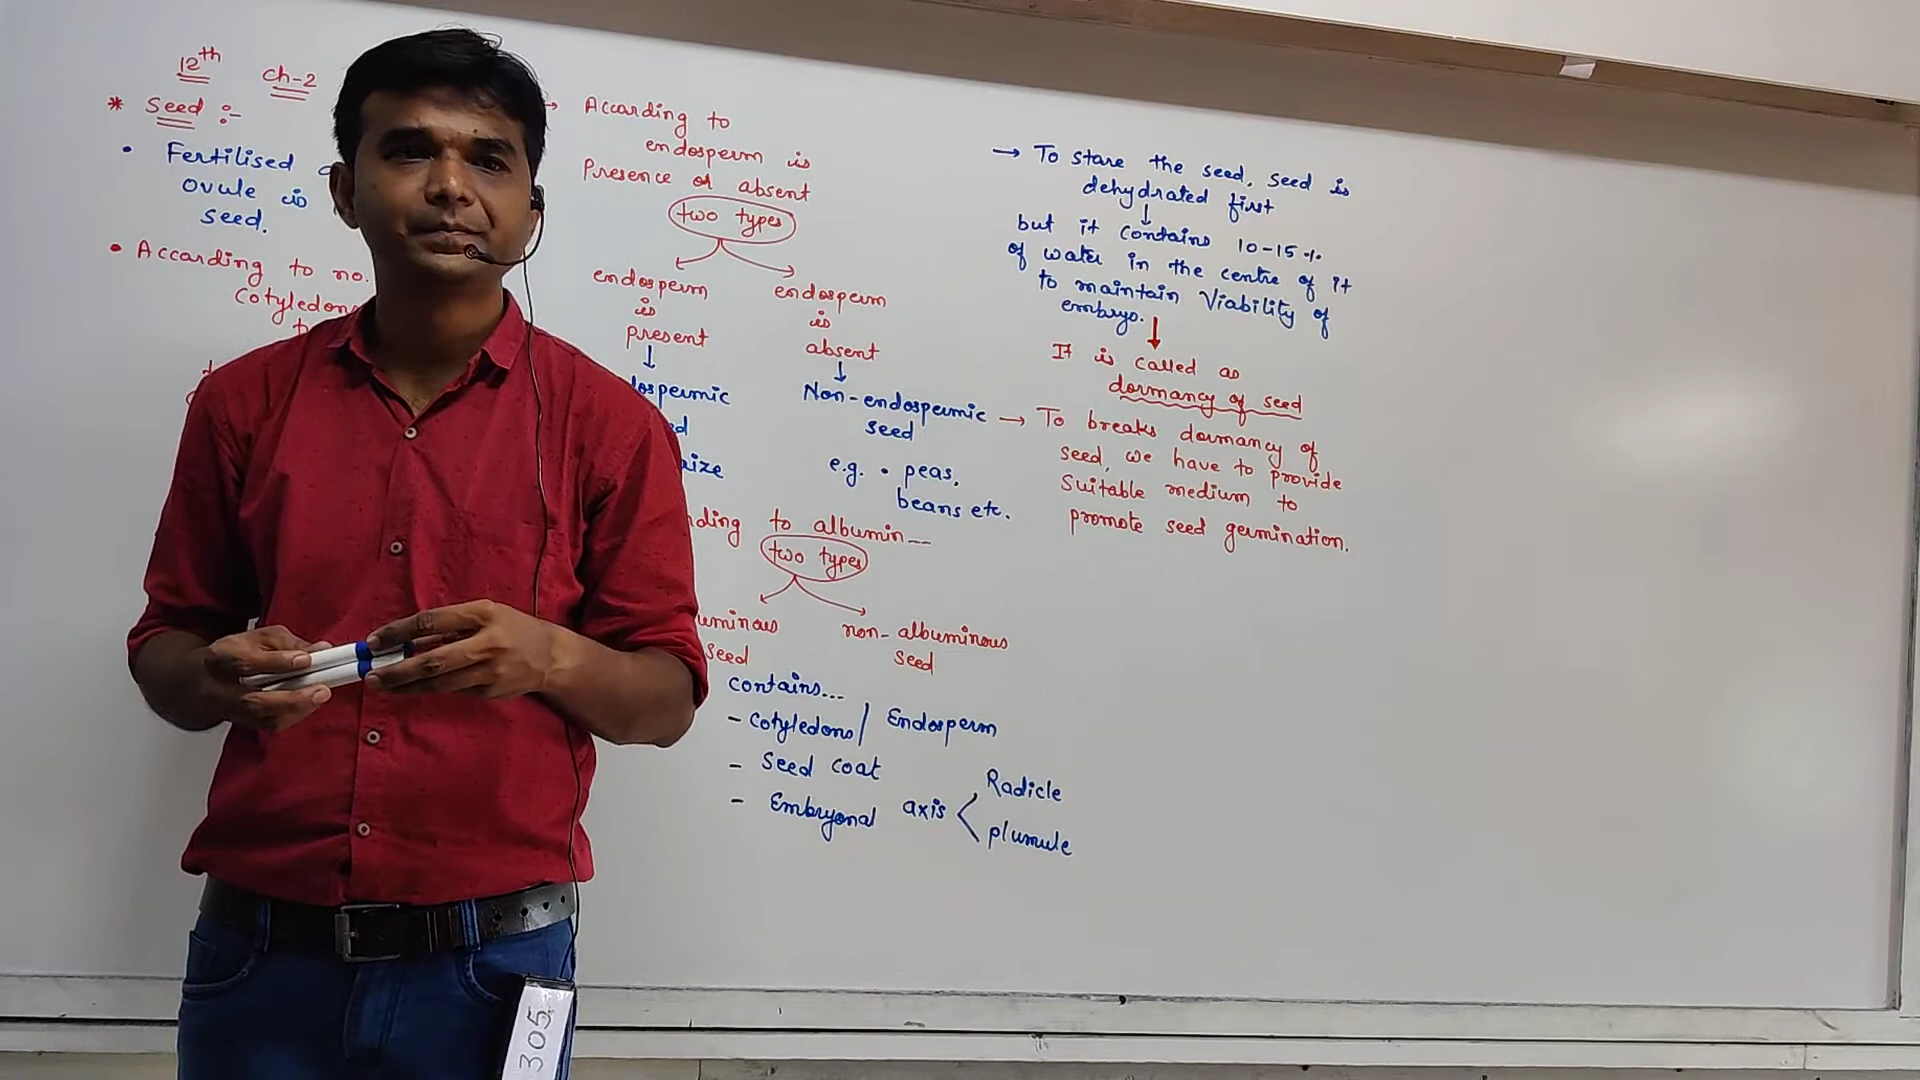 12th ch-2
* Seed :-
• Fertilised
ovule is
seed.
• According to no.
Cotyledons
→ According to
endosperm is
Presence or absent
two types
endosperm
is
present
↓
endosperm
is
absent
↓
Non-endospermic
seed
e.g. • peas,
beans etc.
to albumin--
two types
non-albuminous
seed
seed
contains...
- cotyledons / Endosperm
- Seed coat
- Embryonal axis < Radicle
plumule
→ To store the seed, seed is
dehydrated first
↓
but it contains 10-15%
of water in the centre of it
to maintain viability of
embryo.
↓
It is called as
dormancy of seed
→ To breaks dormancy of
seed, we have to provide
suitable medium to
promote seed germination.
305